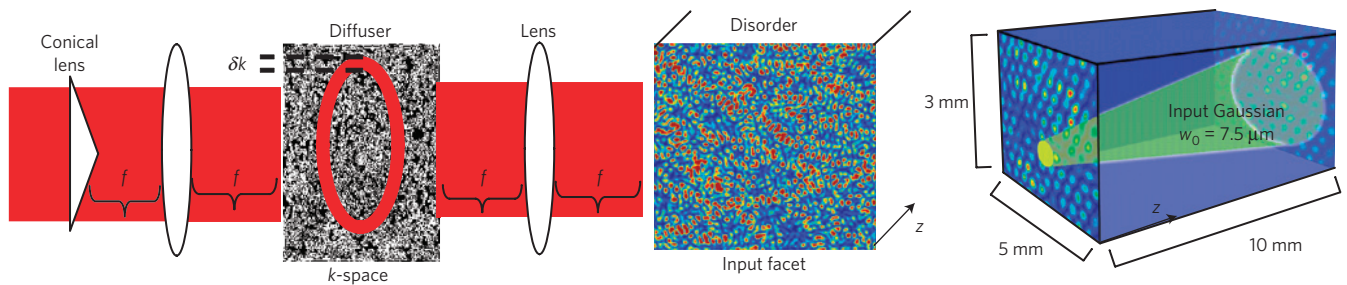 Conical
lens
f
f
δk
Diffuser
k-space
Lens
f
f
Disorder
z
Input facet
3 mm
5 mm
10 mm
z
Input Gaussian
w₀ = 7.5 μm